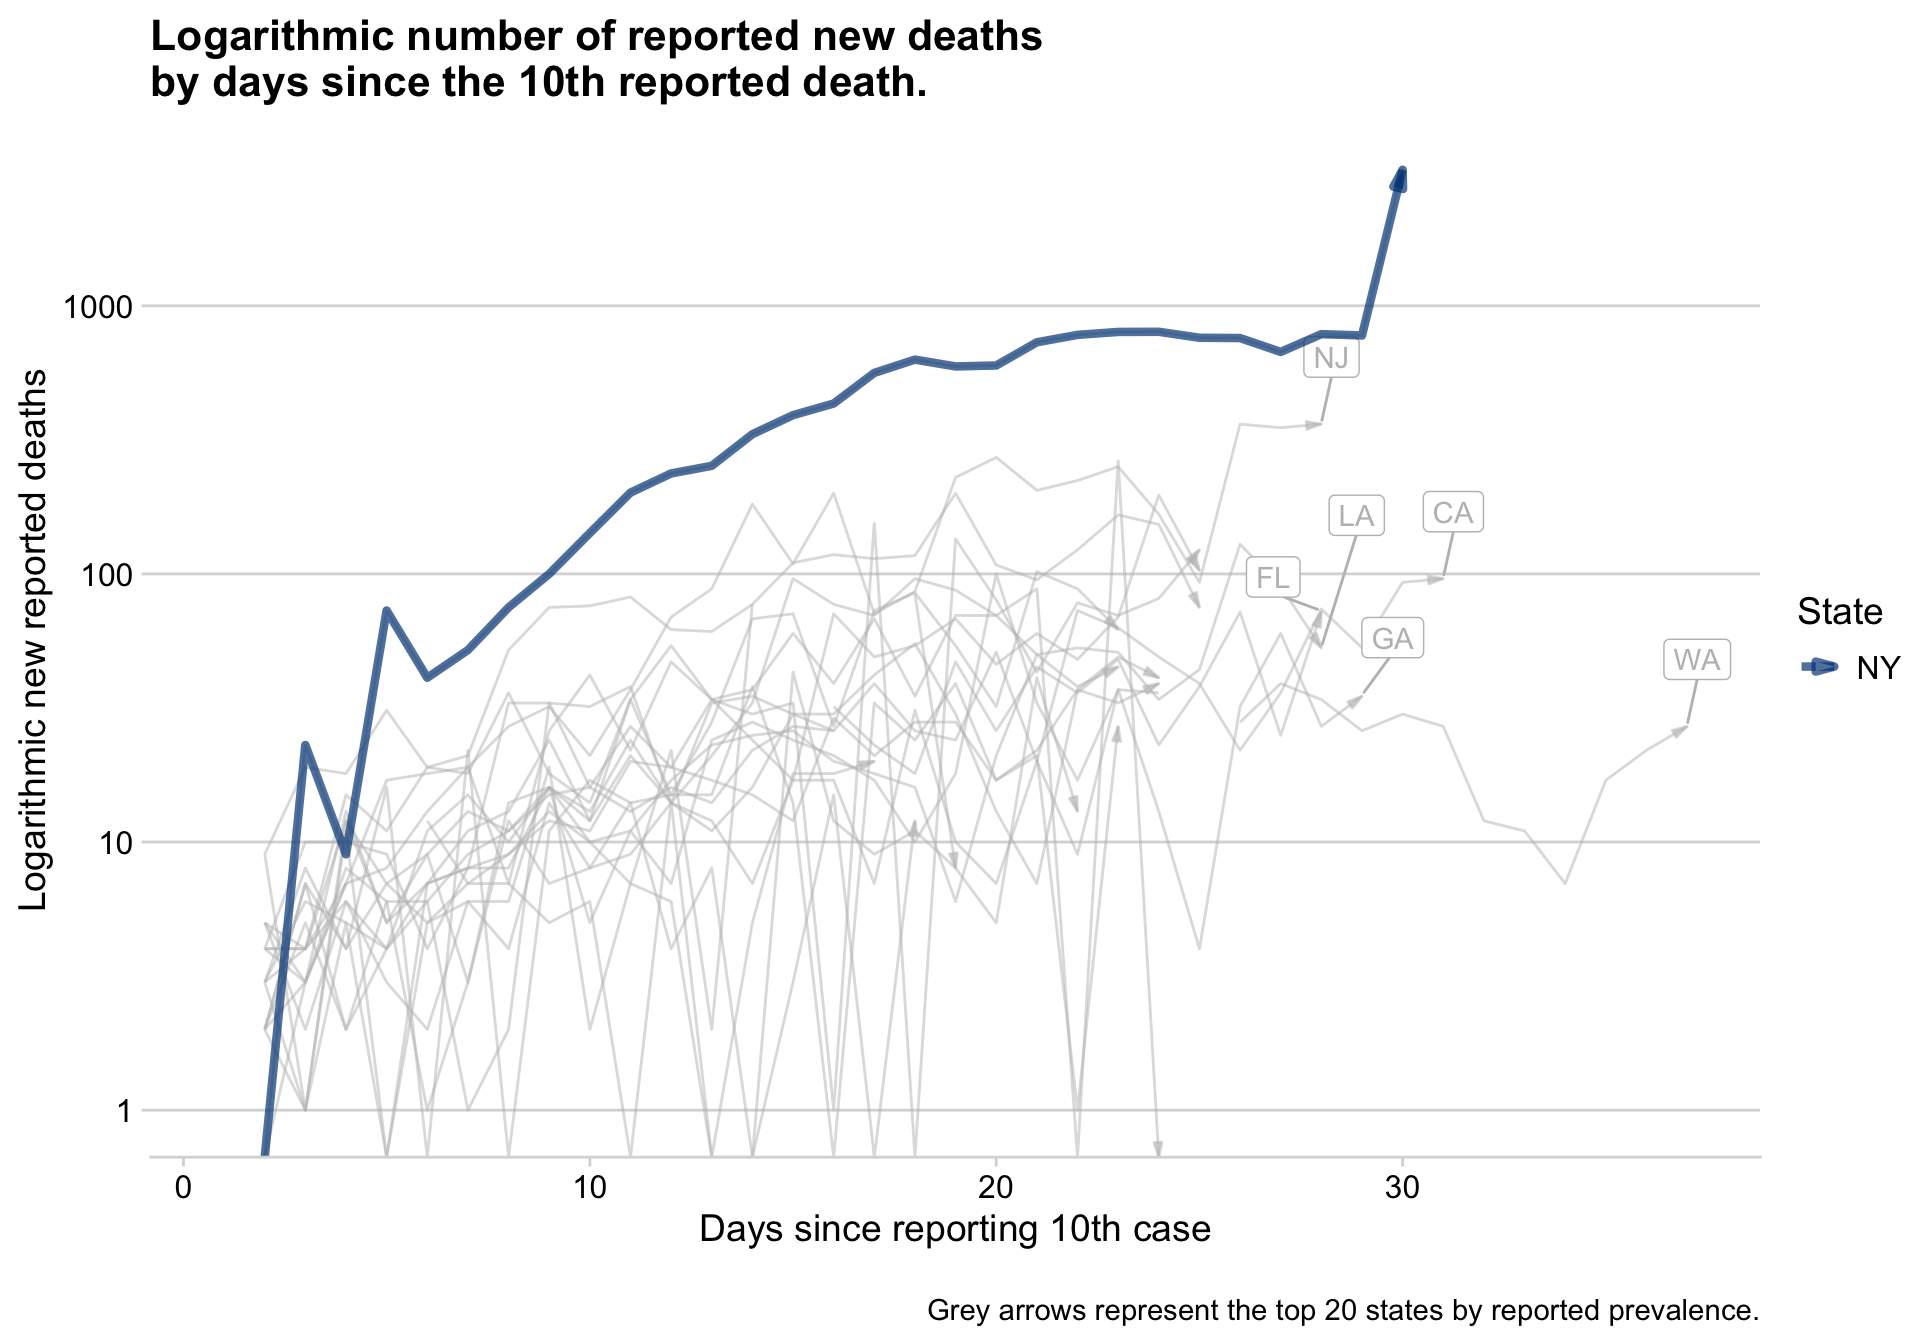 Logarithmic number of reported new deaths
by days since the 10th reported death.
Logarithmic new reported deaths
1000
100
10
1
NJ
LA
CA
FL
GA
WA
State
NY
0
10
20
30
Days since reporting 10th case
Grey arrows represent the top 20 states by reported prevalence.